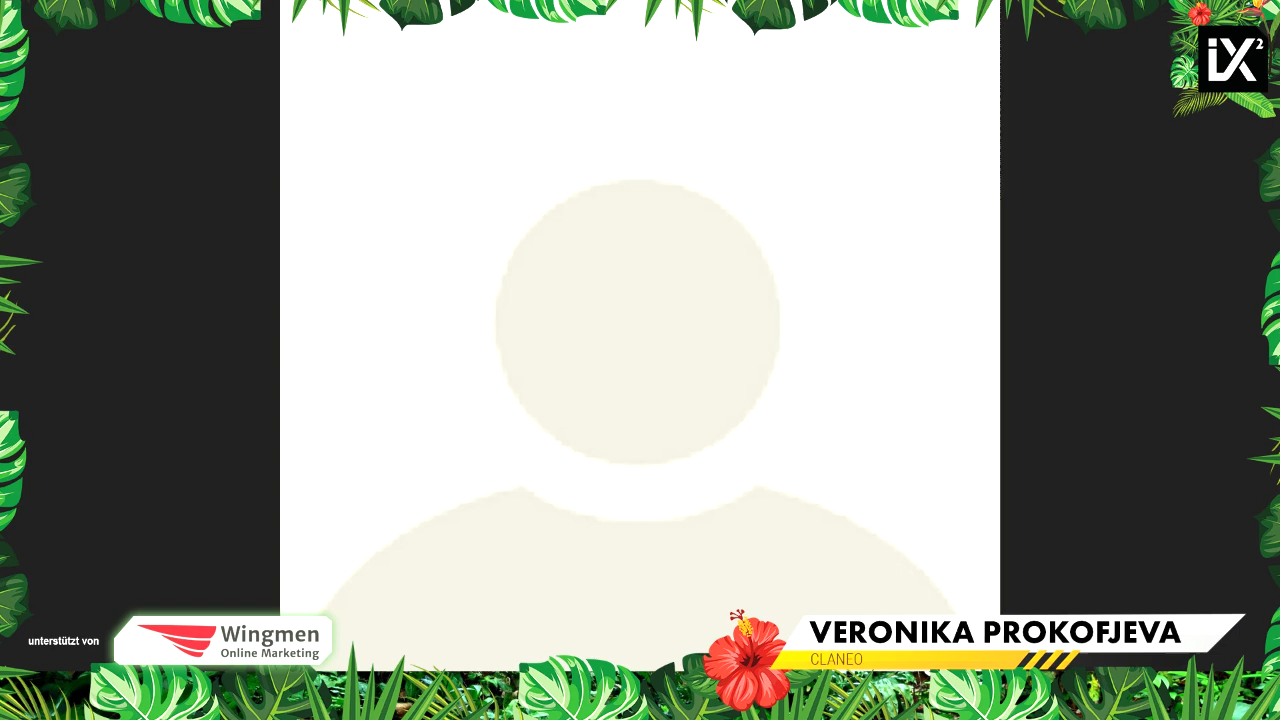 iX²
unterstützt von
Wingmen
Online Marketing
VERONIKA PROKOFJEVA
CLANEO